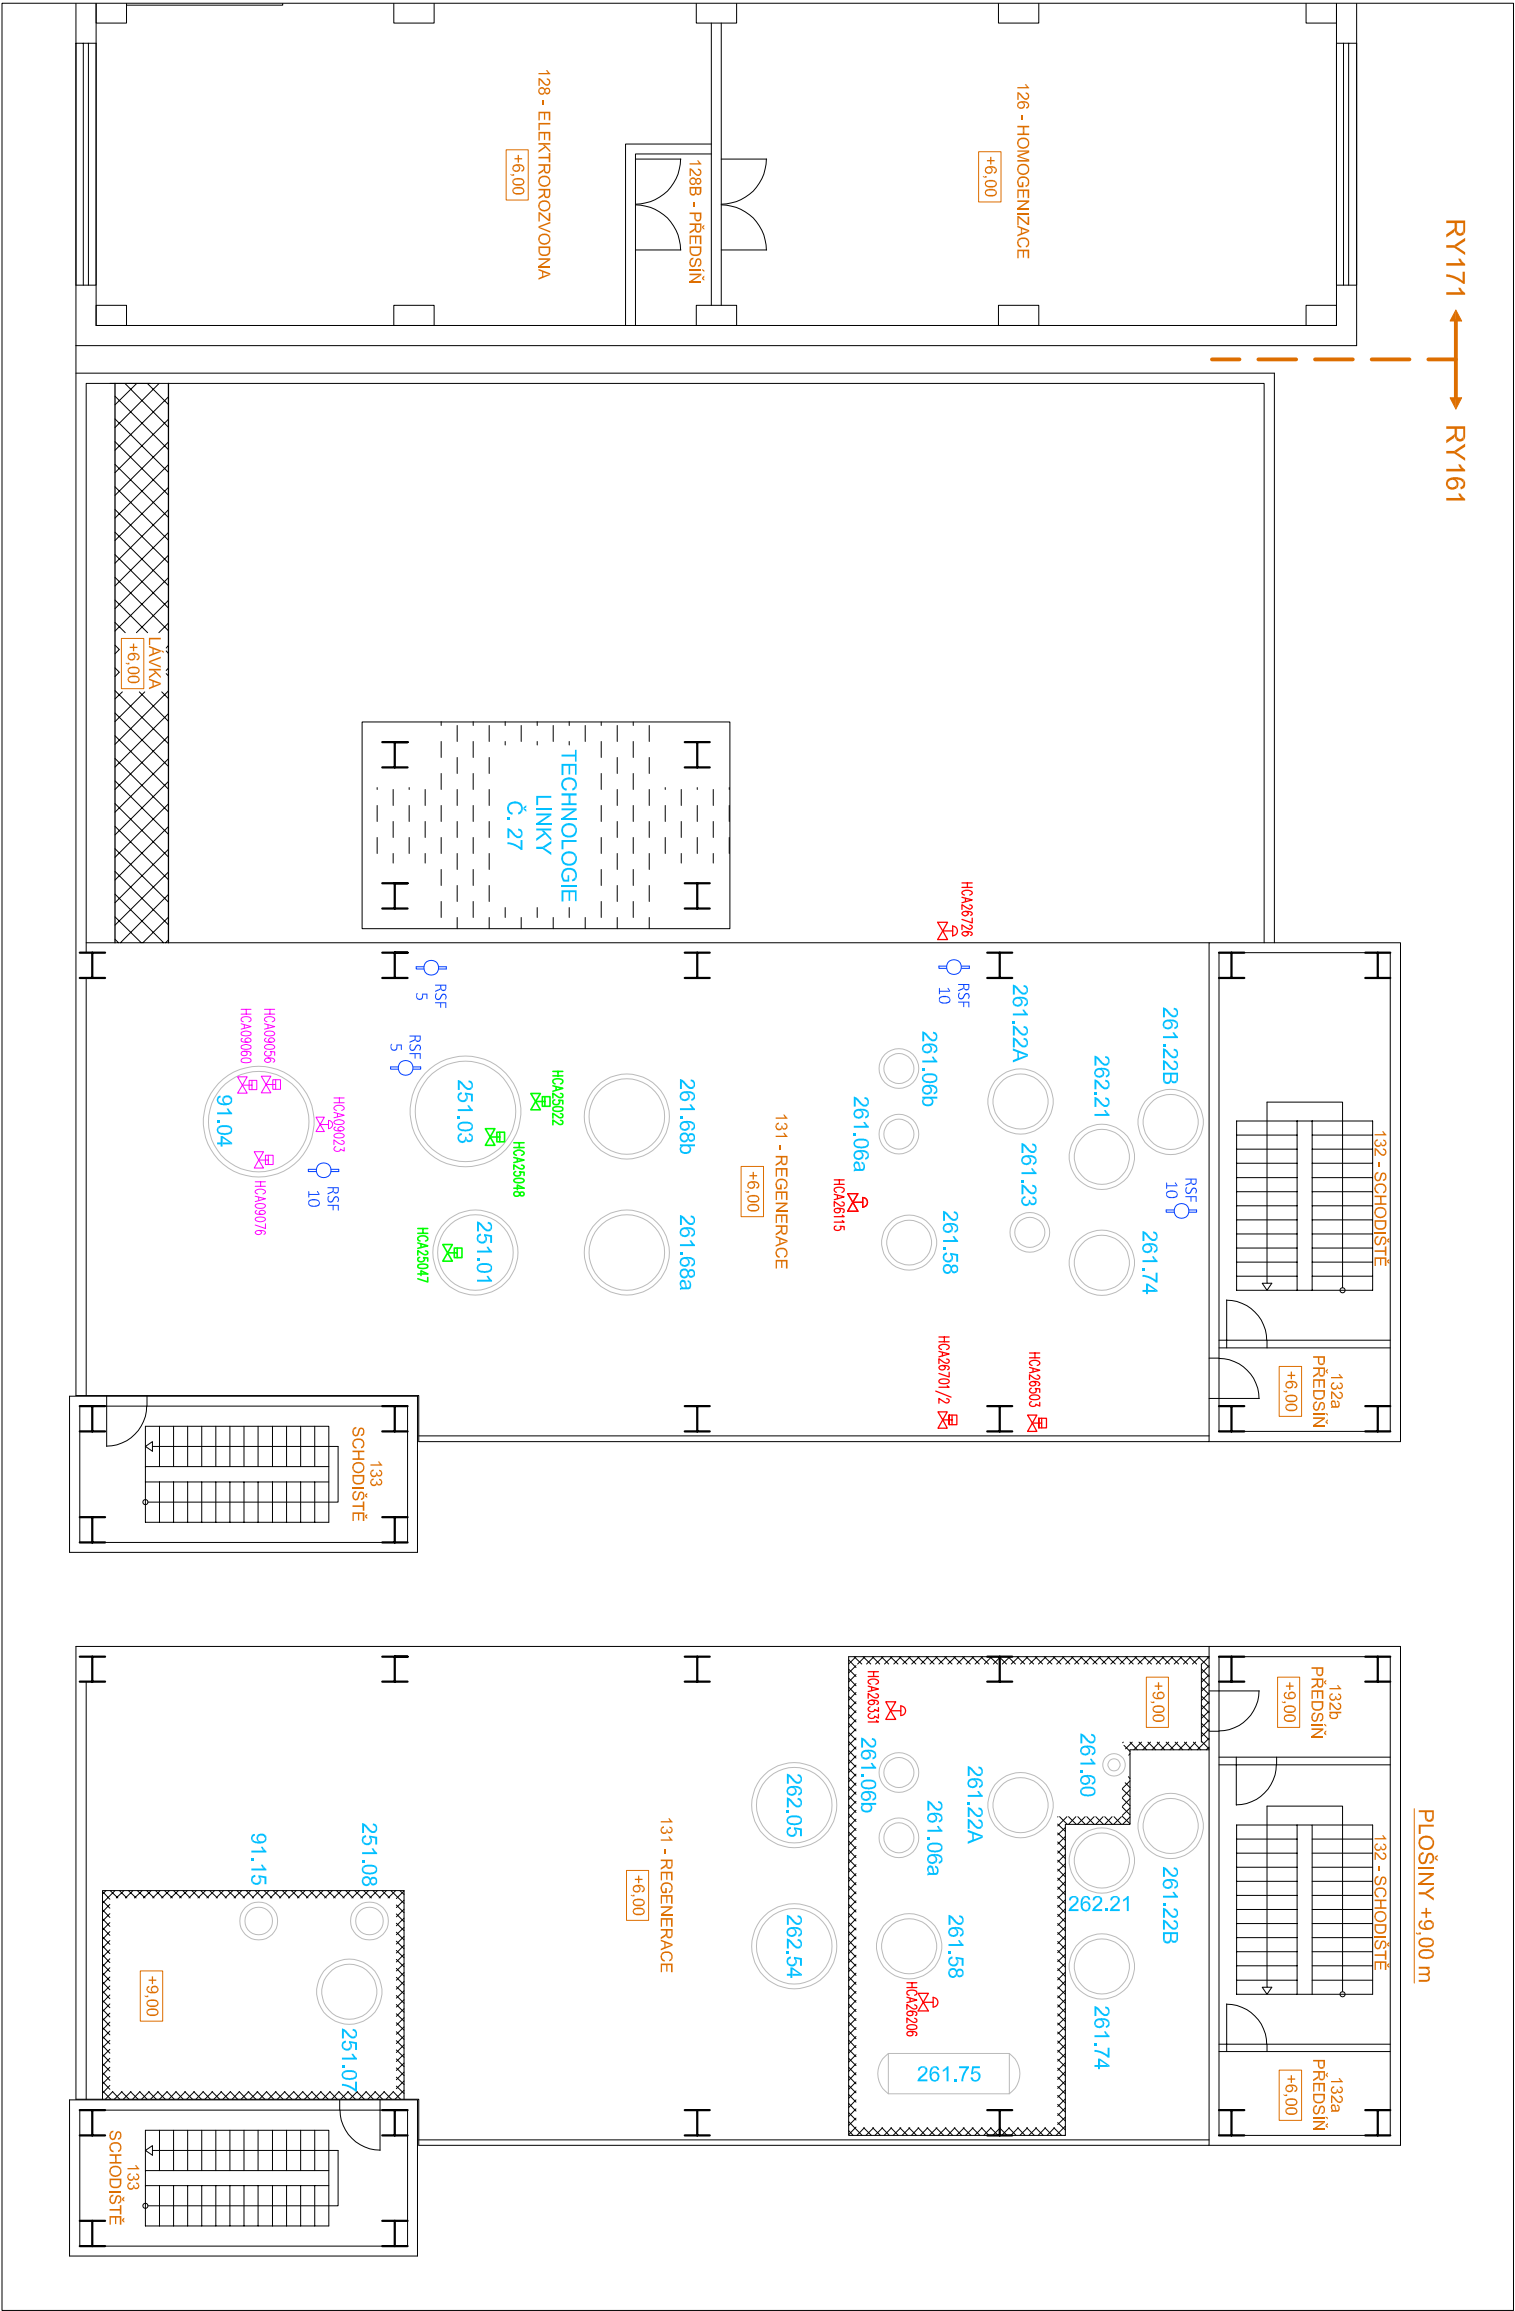 RY171
RY161
126 - HOMOGENIZACE
+6,00
128B - PŘEDSÍŇ
128 - ELEKTROROZVODNA
+6,00
LÁVKA
+6,00
TECHNOLOGIE
LINKY
Č. 27
132 - SCHODIŠTĚ
132a
PŘEDSÍŇ
+6,00
261.22B
RSF
10
262.21
261.74
261.22A
261.23
HCA26503
HCA26726
RSF
10
261.06b
261.06a
261.58
HCA26115
HCA26701/2
131 - REGENERACE
+6,00
261.68b
261.68a
HCA25022
HCA25048
251.03
251.01
HCA25047
RSF
5
RSF
5
HCA09023
RSF
10
HCA09056
HCA09060
HCA09076
91.04
133
SCHODIŠTĚ
PLOŠINY +9,00 m
132b
PŘEDSÍŇ
+9,00
132 - SCHODIŠTĚ
132a
PŘEDSÍŇ
+6,00
+9,00
261.60
261.22B
262.21
261.74
261.22A
HCA26331
261.06b
261.06a
261.58
HCA26206
261.75
262.05
262.54
131 - REGENERACE
+6,00
251.08
91.15
251.07
+9,00
133
SCHODIŠTĚ